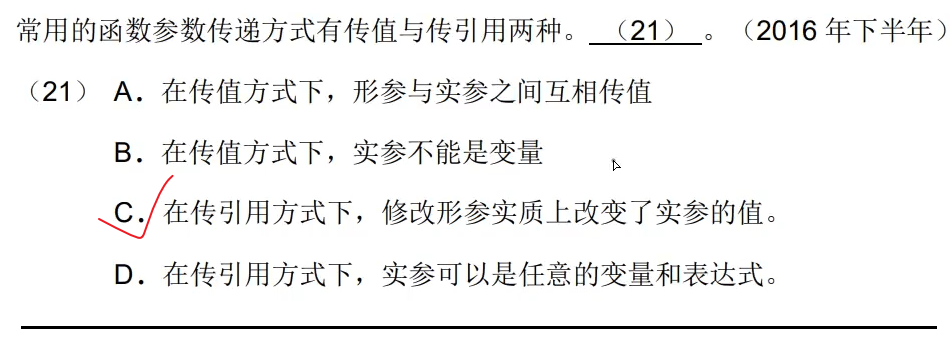 常用的函数参数传递方式有传值与传引用两种。 （21） 。（2016 年下半年）
（21） A．在传值方式下，形参与实参之间互相传值
B．在传值方式下，实参不能是变量
C．在传引用方式下，修改形参实质上改变了实参的值。
D．在传引用方式下，实参可以是任意的变量和表达式。